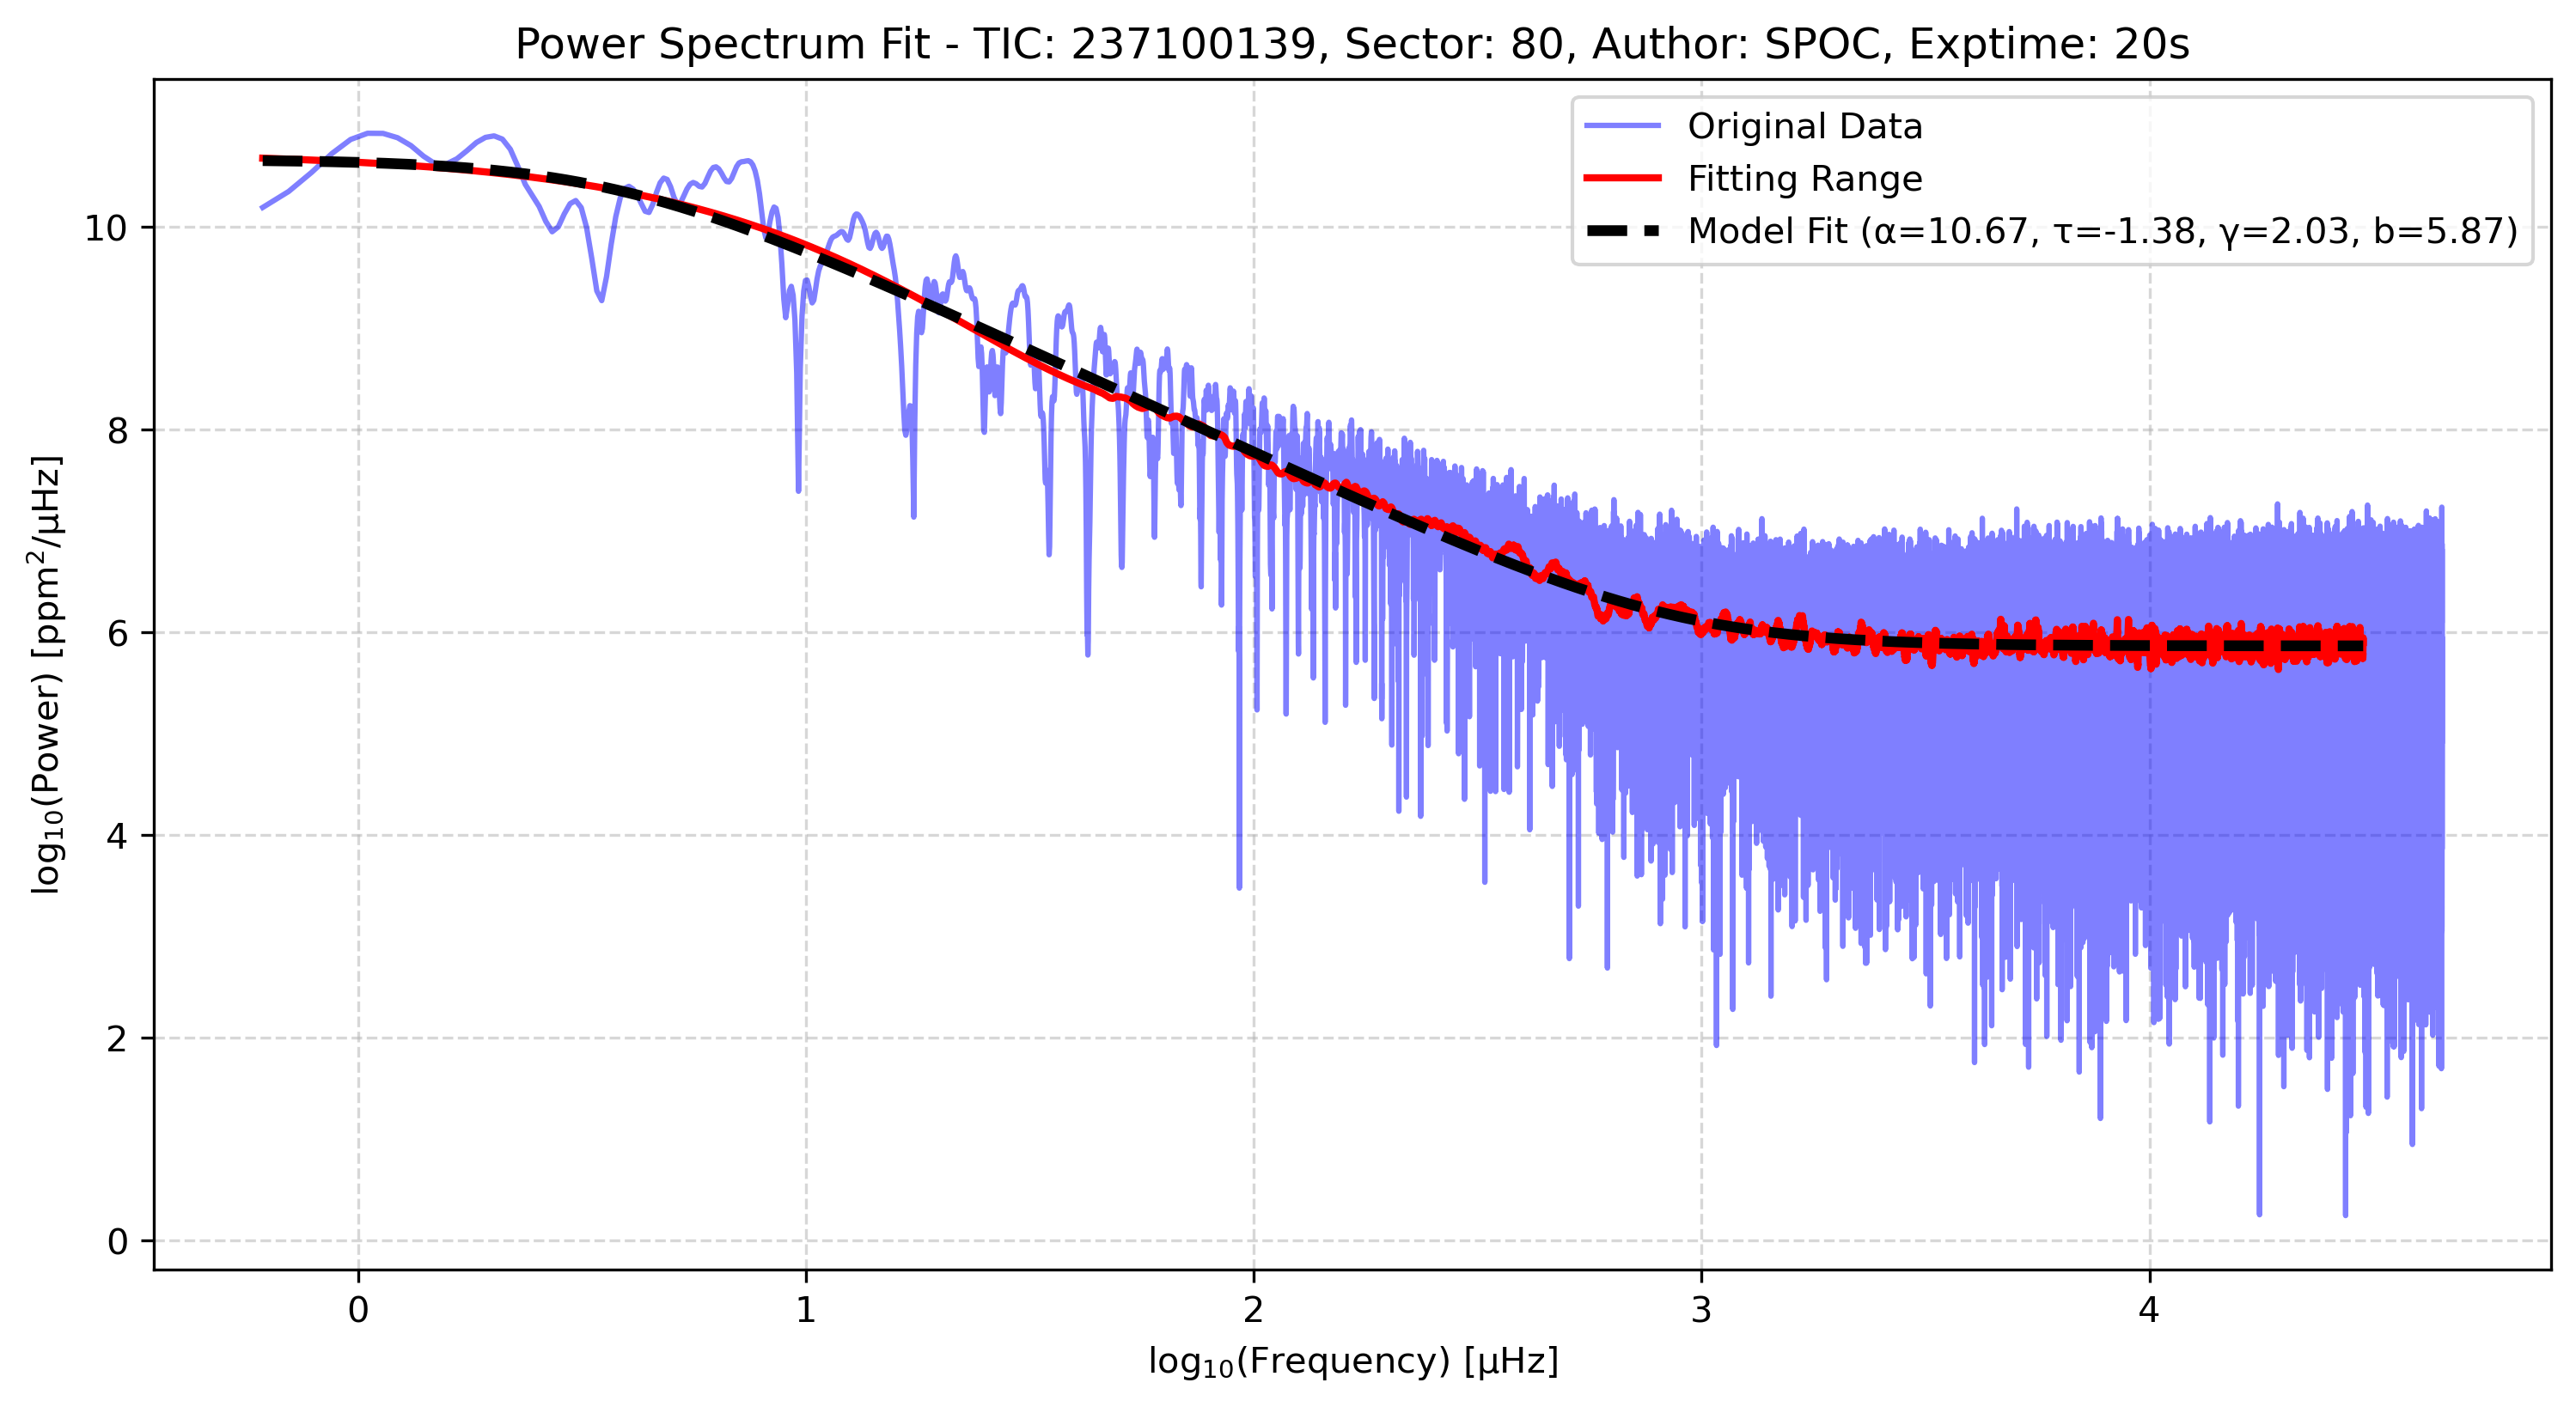 Power Spectrum Fit - TIC: 237100139, Sector: 80, Author: SPOC, Exptime: 20s
Original Data
Fitting Range
Model Fit (α=10.67, τ=-1.38, γ=2.03, b=5.87)
log₁₀(Power) [ppm²/μHz]
10
8
6
4
2
0
0 1 2 3 4
log₁₀(Frequency) [μHz]